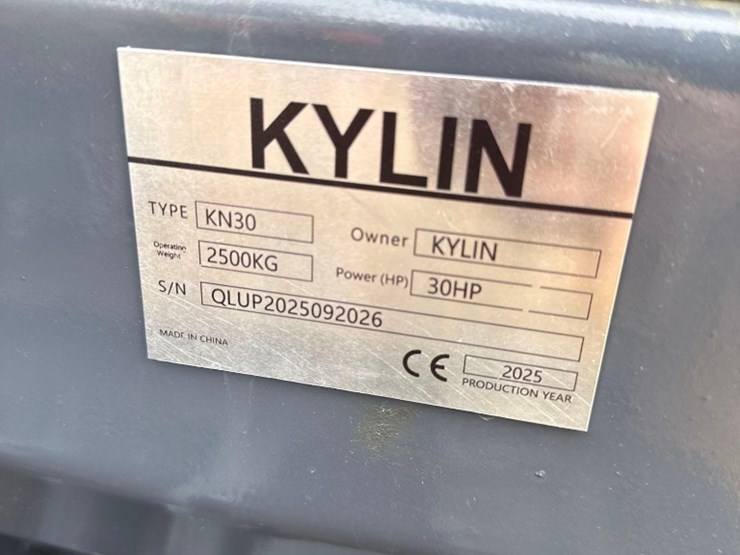 KYLIN
TYPE KN30
Owner KYLIN
Operating Weight 2500KG
Power (HP) 30HP
S/N QLUP2025092026
MADE IN CHINA
CE 2025
PRODUCTION YEAR